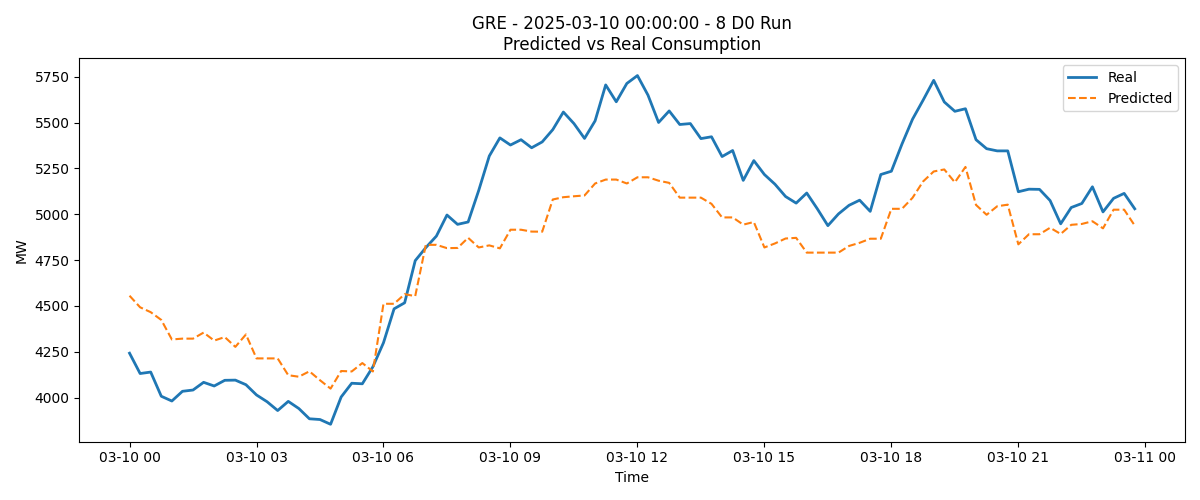 GRE - 2025-03-10 00:00:00 - 8 D0 Run
Predicted vs Real Consumption
Real
Predicted
MW
5750
5500
5250
5000
4750
4500
4250
4000
03-10 00
03-10 03
03-10 06
03-10 09
03-10 12
03-10 15
03-10 18
03-10 21
03-11 00
Time